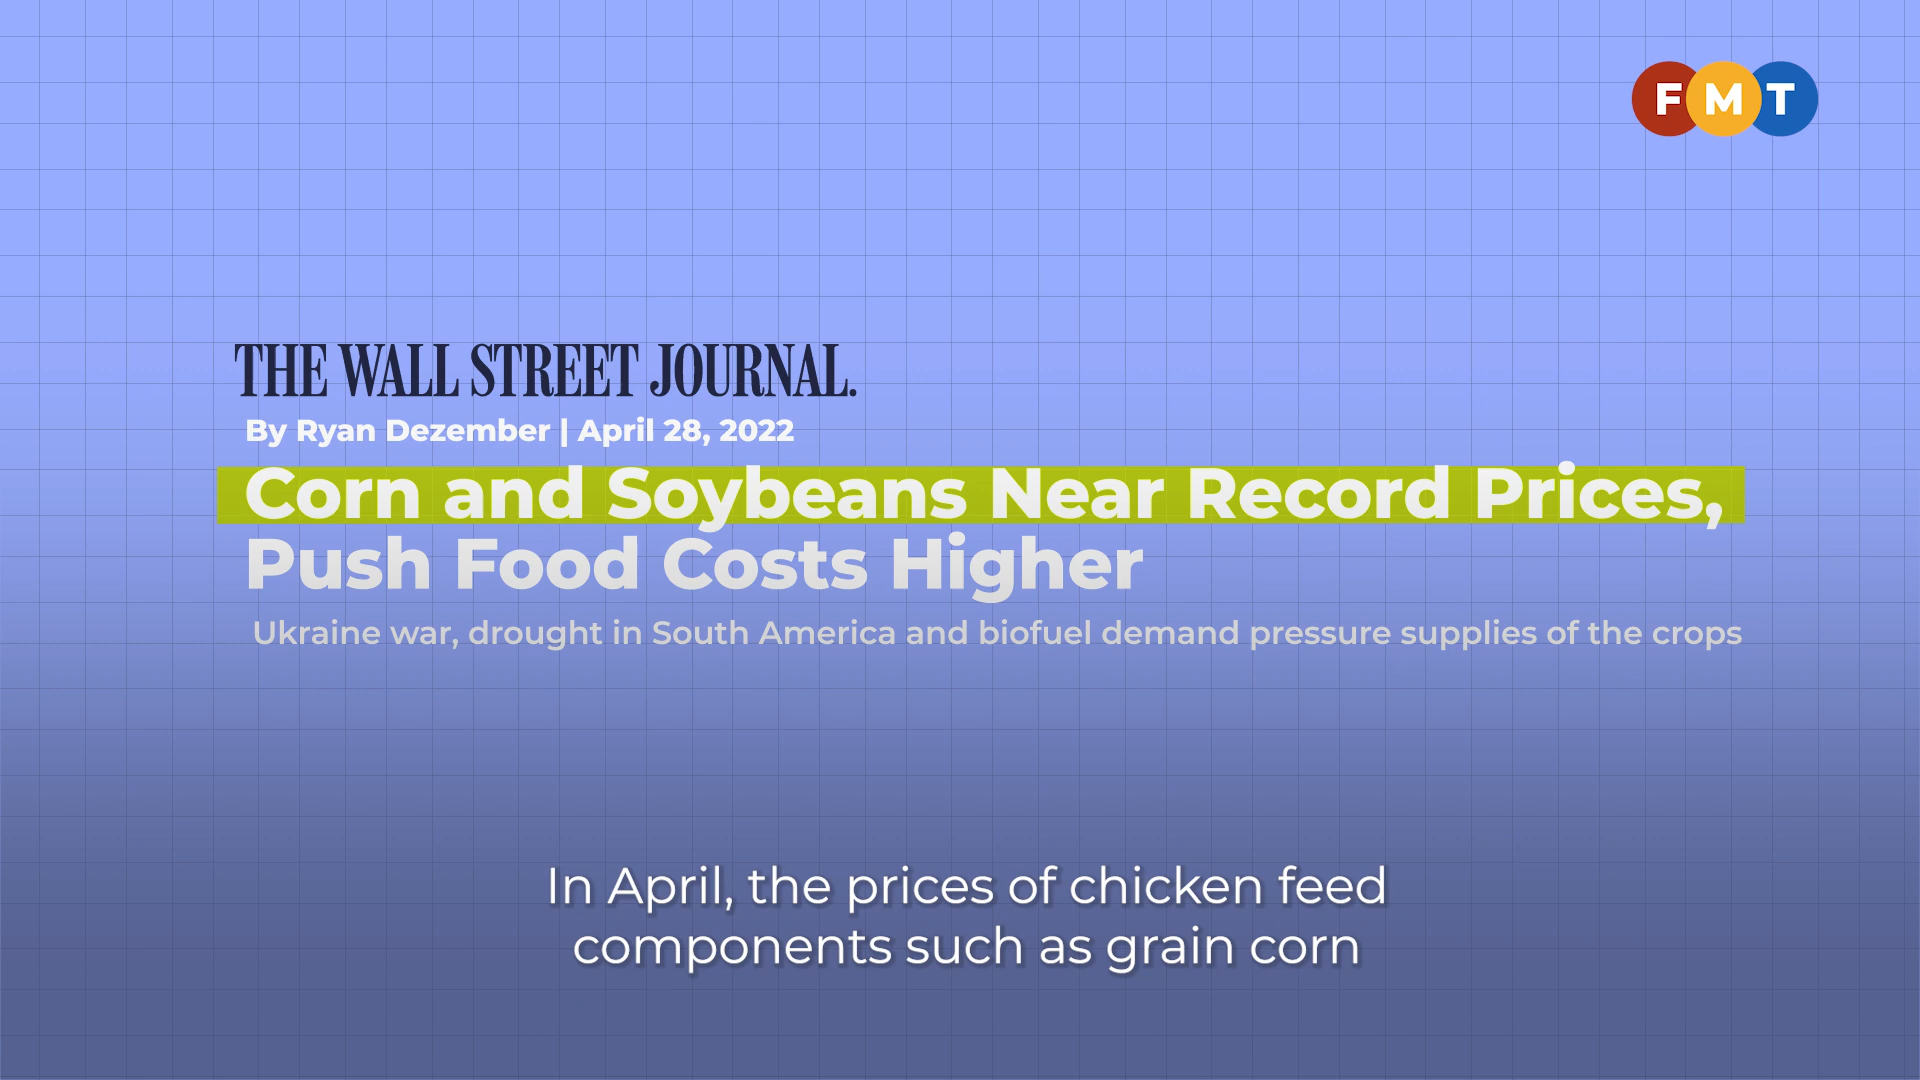 FMT
THE WALL STREET JOURNAL.
By Ryan Dezember | April 28, 2022
Corn and Soybeans Near Record Prices,
Push Food Costs Higher
Ukraine war, drought in South America and biofuel demand pressure supplies of the crops
In April, the prices of chicken feed
components such as grain corn